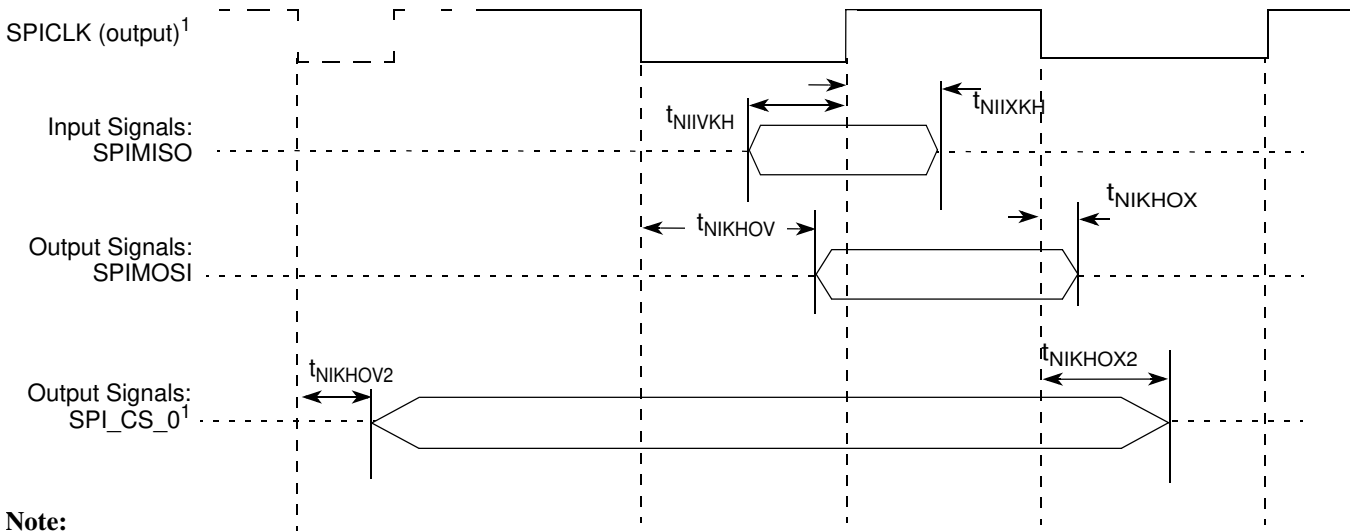 SPICLK (output)1
Input Signals:
SPIMISO
tNIIVKH
tNIIXKH
Output Signals:
SPIMOSI
tNIKHOV
tNIKHOX
Output Signals:
SPI_CS_01
tNIKHOV2
tNIKHOX2
Note: